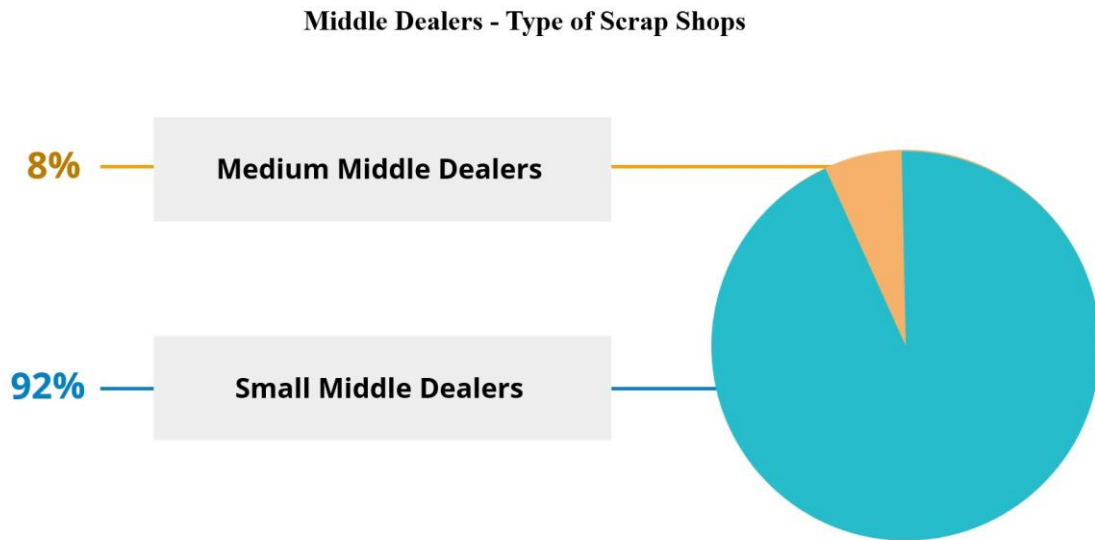 Middle Dealers - Type of Scrap Shops
8%
Medium Middle Dealers
92%
Small Middle Dealers